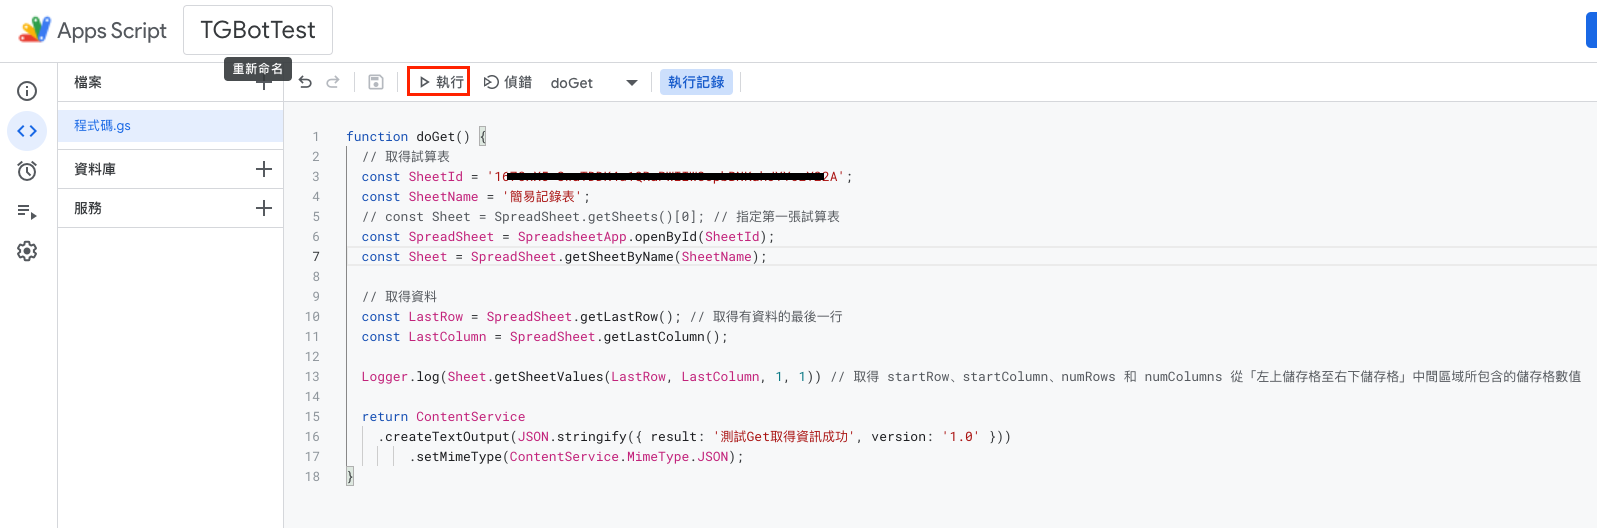 Apps Script
TGBotTest
重新命名
檔案
執行
偵錯
doGet
執行記錄
程式碼.gs
資料庫
服務
1 function doGet() {
2 // 取得試算表
3 const SheetId = '2A';
4 const SheetName = '簡易記錄表';
5 // const Sheet = SpreadSheet.getSheets()[0]; // 指定第一張試算表
6 const SpreadSheet = SpreadsheetApp.openById(SheetId);
7 const Sheet = SpreadSheet.getSheetByName(SheetName);
8
9 // 取得資料
10 const LastRow = SpreadSheet.getLastRow(); // 取得有資料的最後一行
11 const LastColumn = SpreadSheet.getLastColumn();
12
13 Logger.log(Sheet.getSheetValues(LastRow, LastColumn, 1, 1)) // 取得 startRow、startColumn、numRows 和 numColumns 從「左上儲存格至右下儲存格」中間區域所包含的儲存格數值
14
15 return ContentService
16 .createTextOutput(JSON.stringify({ result: '測試Get取得資訊成功', version: '1.0' }))
17 .setMimeType(ContentService.MimeType.JSON);
18 }